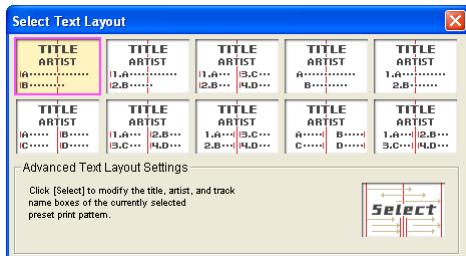 Select Text Layout
TITLE TITLE TITLE TITLE TITLE
ARTIST ARTIST ARTIST ARTIST ARTIST
A········· 1.A········ 1.A··· 3.C··· A········· 1.A·········
B········· 2.B········ 2.B··· 4.D··· B········· 2.B·········
TITLE TITLE TITLE TITLE TITLE
ARTIST ARTIST ARTIST ARTIST ARTIST
A····· B····· 1.A··· 2.B··· 1.A··· 3.C··· A····· B····· 1.A··· 2.B···
C····· D····· 3.C··· 4.D··· 2.B··· 4.D··· C····· D····· 3.C··· 4.D···
Advanced Text Layout Settings
Click [Select] to modify the title, artist, and track
name boxes of the currently selected
preset print pattern.
Select